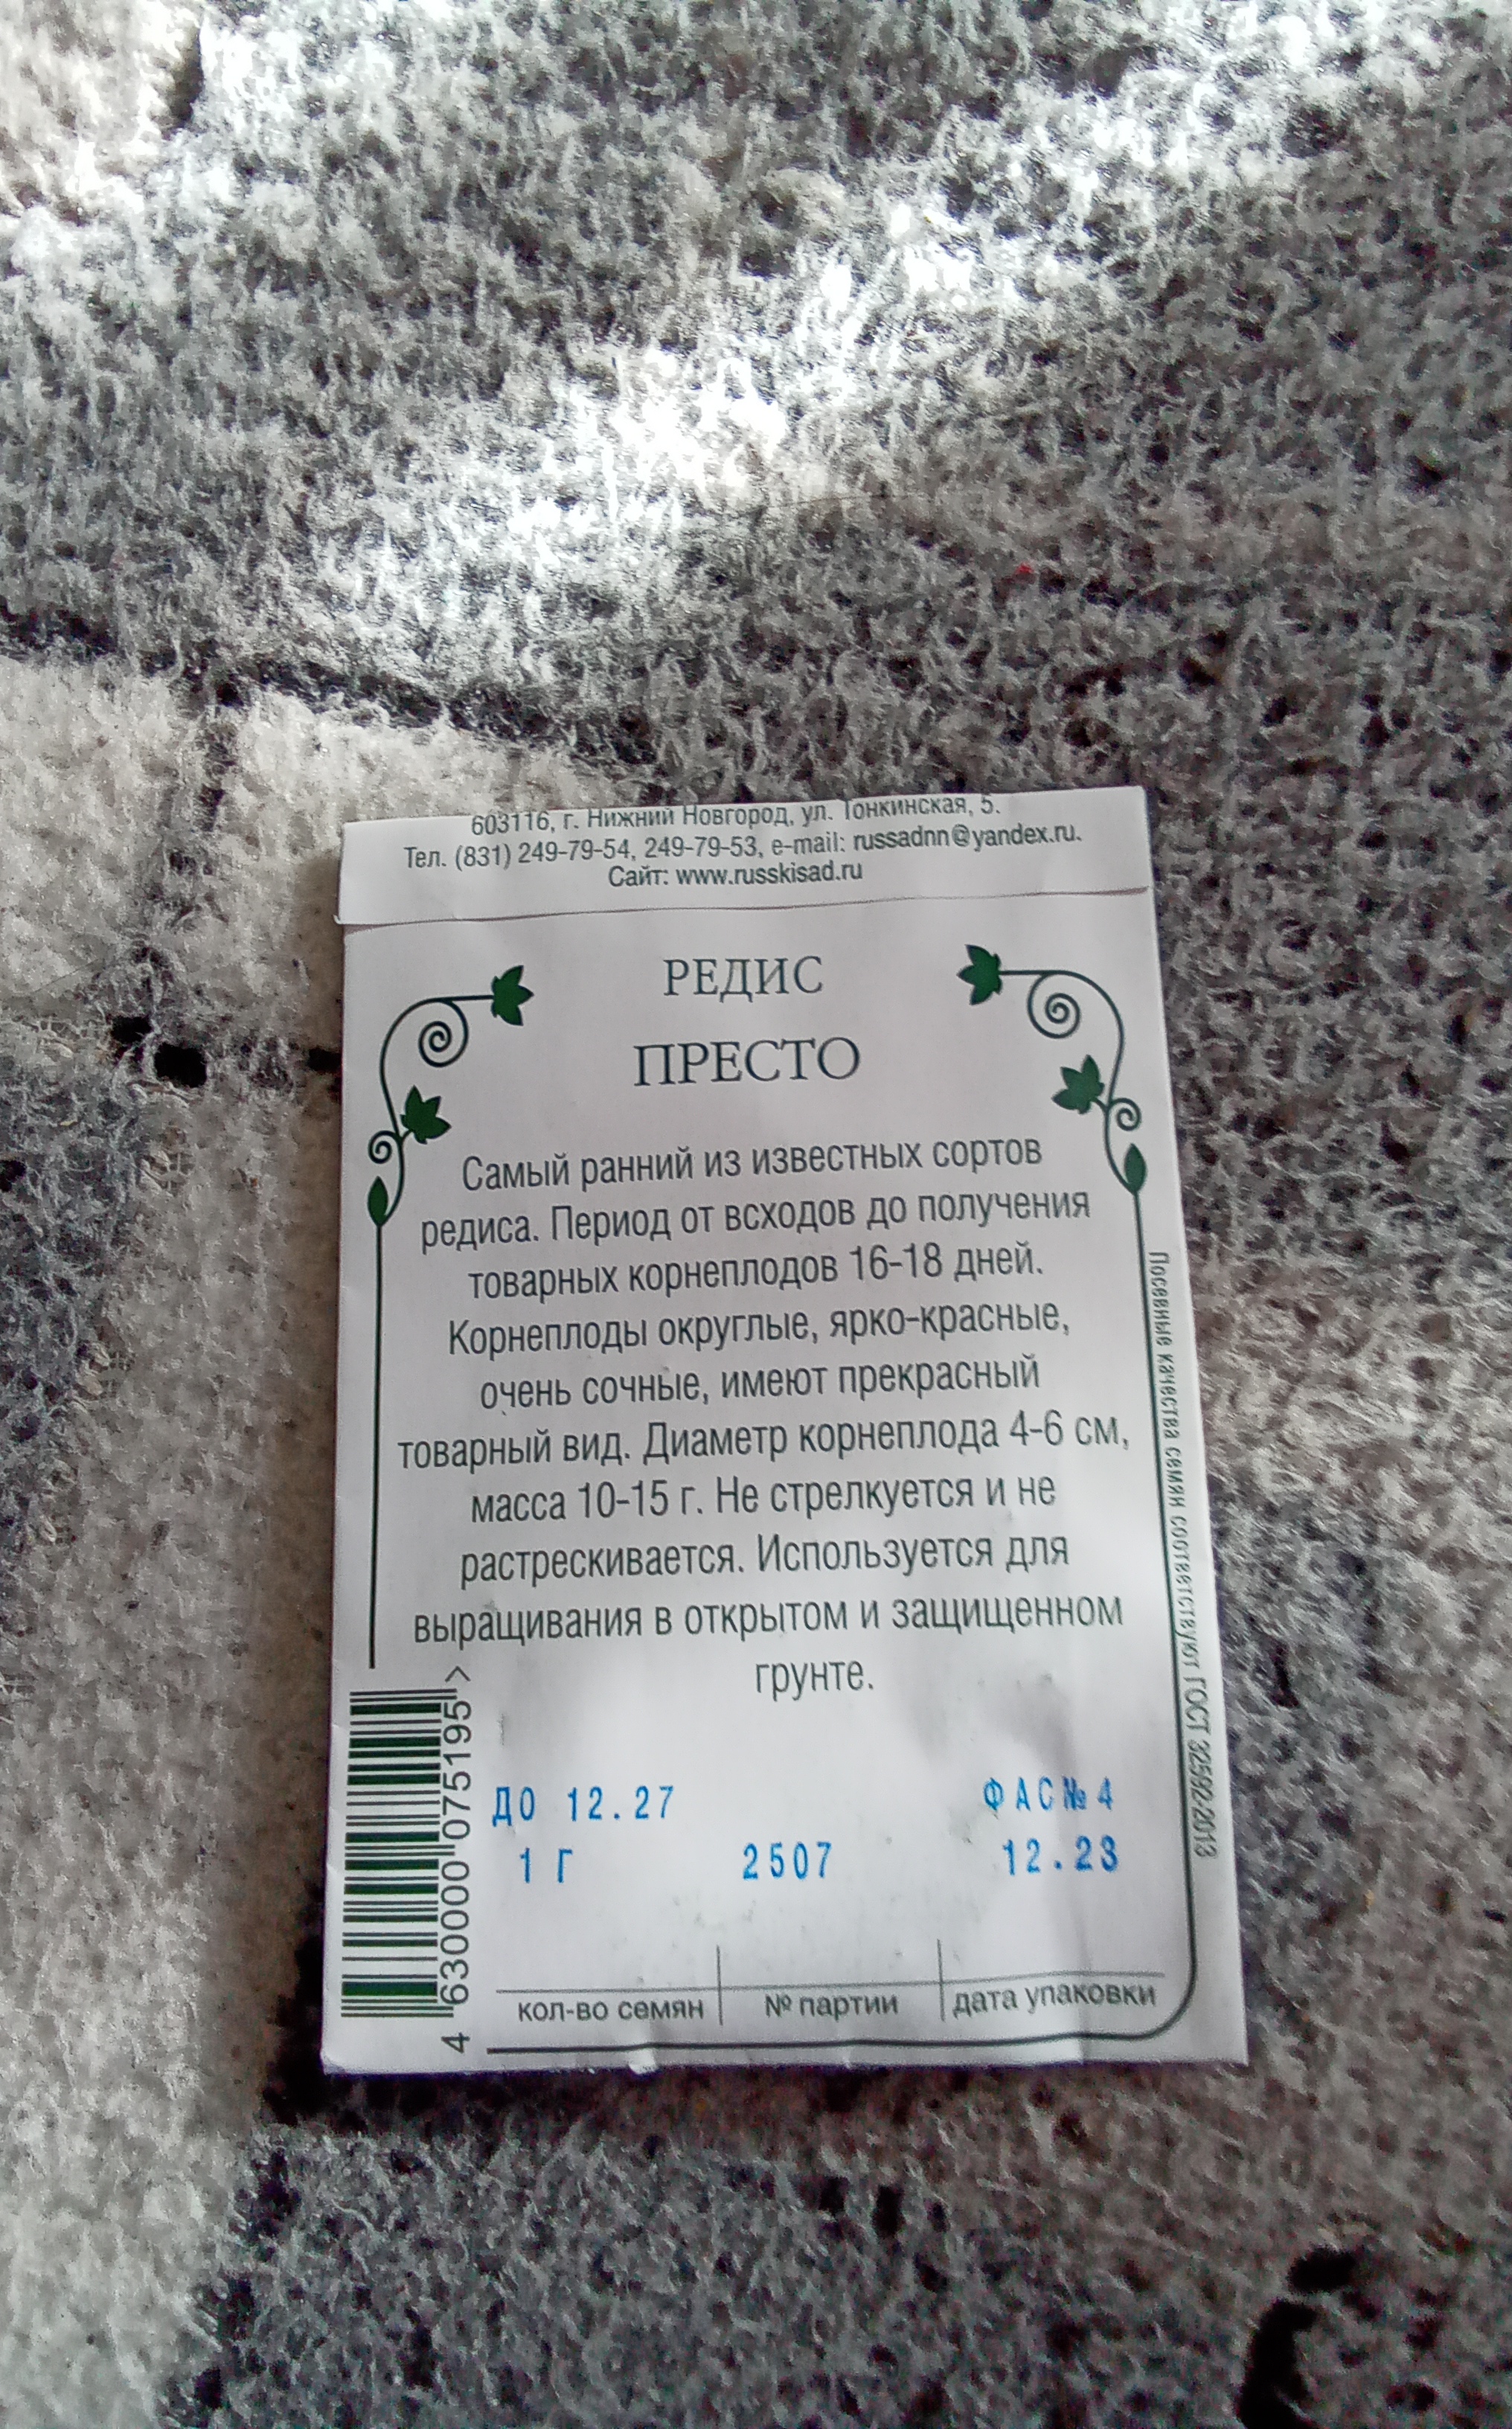 603116, г. Нижний Новгород, ул. Тонкинская, 5.
Тел. (831) 249-79-54, 249-79-53, e-mail: russadnn@yandex.ru.
Сайт: www.russkisad.ru
РЕДИС
ПРЕСТО
Самый ранний из известных сортов
редиса. Период от всходов до получения
товарных корнеплодов 16-18 дней.
Корнеплоды округлые, ярко-красные,
очень сочные, имеют прекрасный
товарный вид. Диаметр корнеплода 4-6 см,
масса 10-15 г. Не стрелкуется и не
растрескивается. Используется для
выращивания в открытом и защищенном
грунте.
Посевные качества семян соответствуют ГОСТ 32592-2013
4 630000 075195 >
ДО 12.27 ФАС№4
1 Г 2507 12.23
кол-во семян № партии дата упаковки